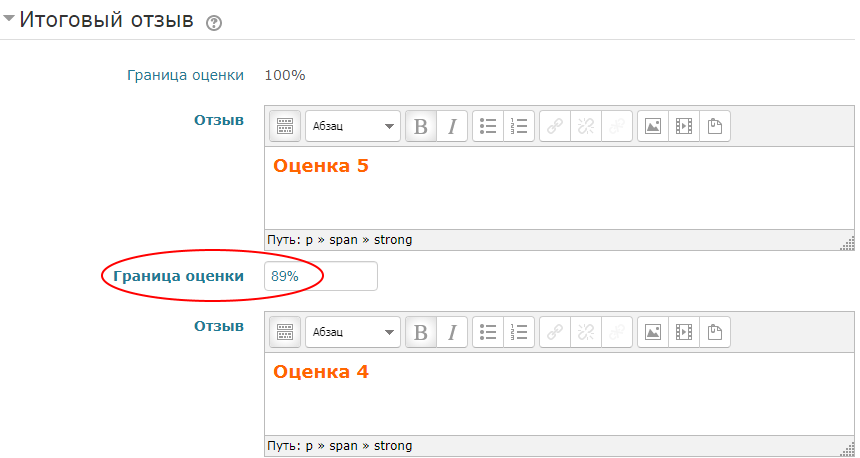 Итоговый отзыв
Граница оценки 100%
Отзыв
Абзац B I
Оценка 5
Путь: p » span » strong
Граница оценки 89%
Отзыв
Абзац B I
Оценка 4
Путь: p » span » strong